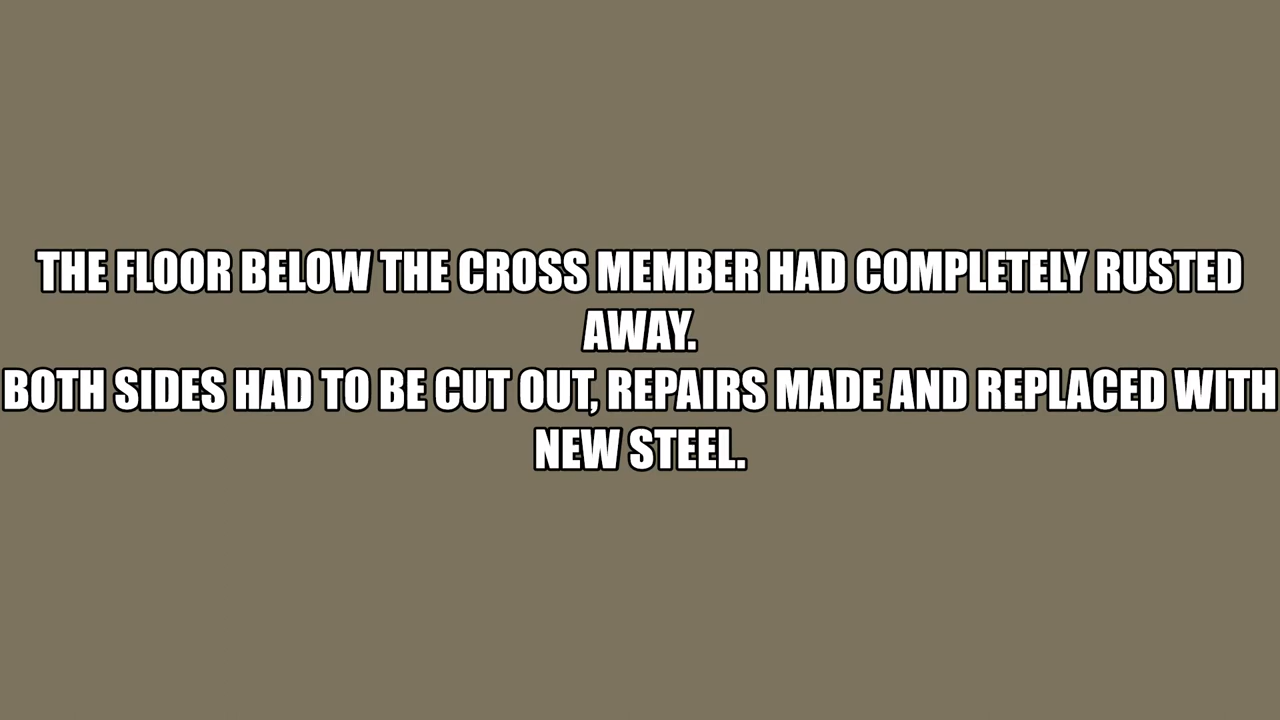 THE FLOOR BELOW THE CROSS MEMBER HAD COMPLETELY RUSTED
AWAY.
BOTH SIDES HAD TO BE CUT OUT, REPAIRS MADE AND REPLACED WITH
NEW STEEL.